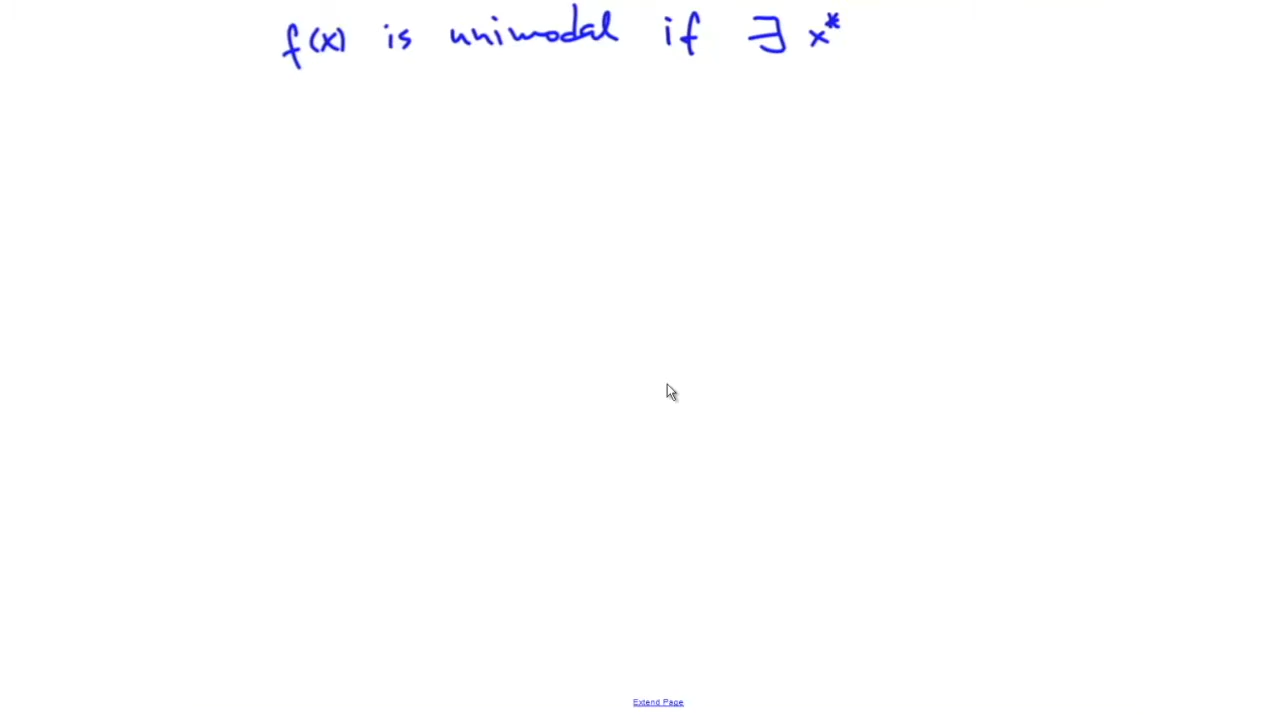 f(x) is unimodal if ∃ x*
Extend Page